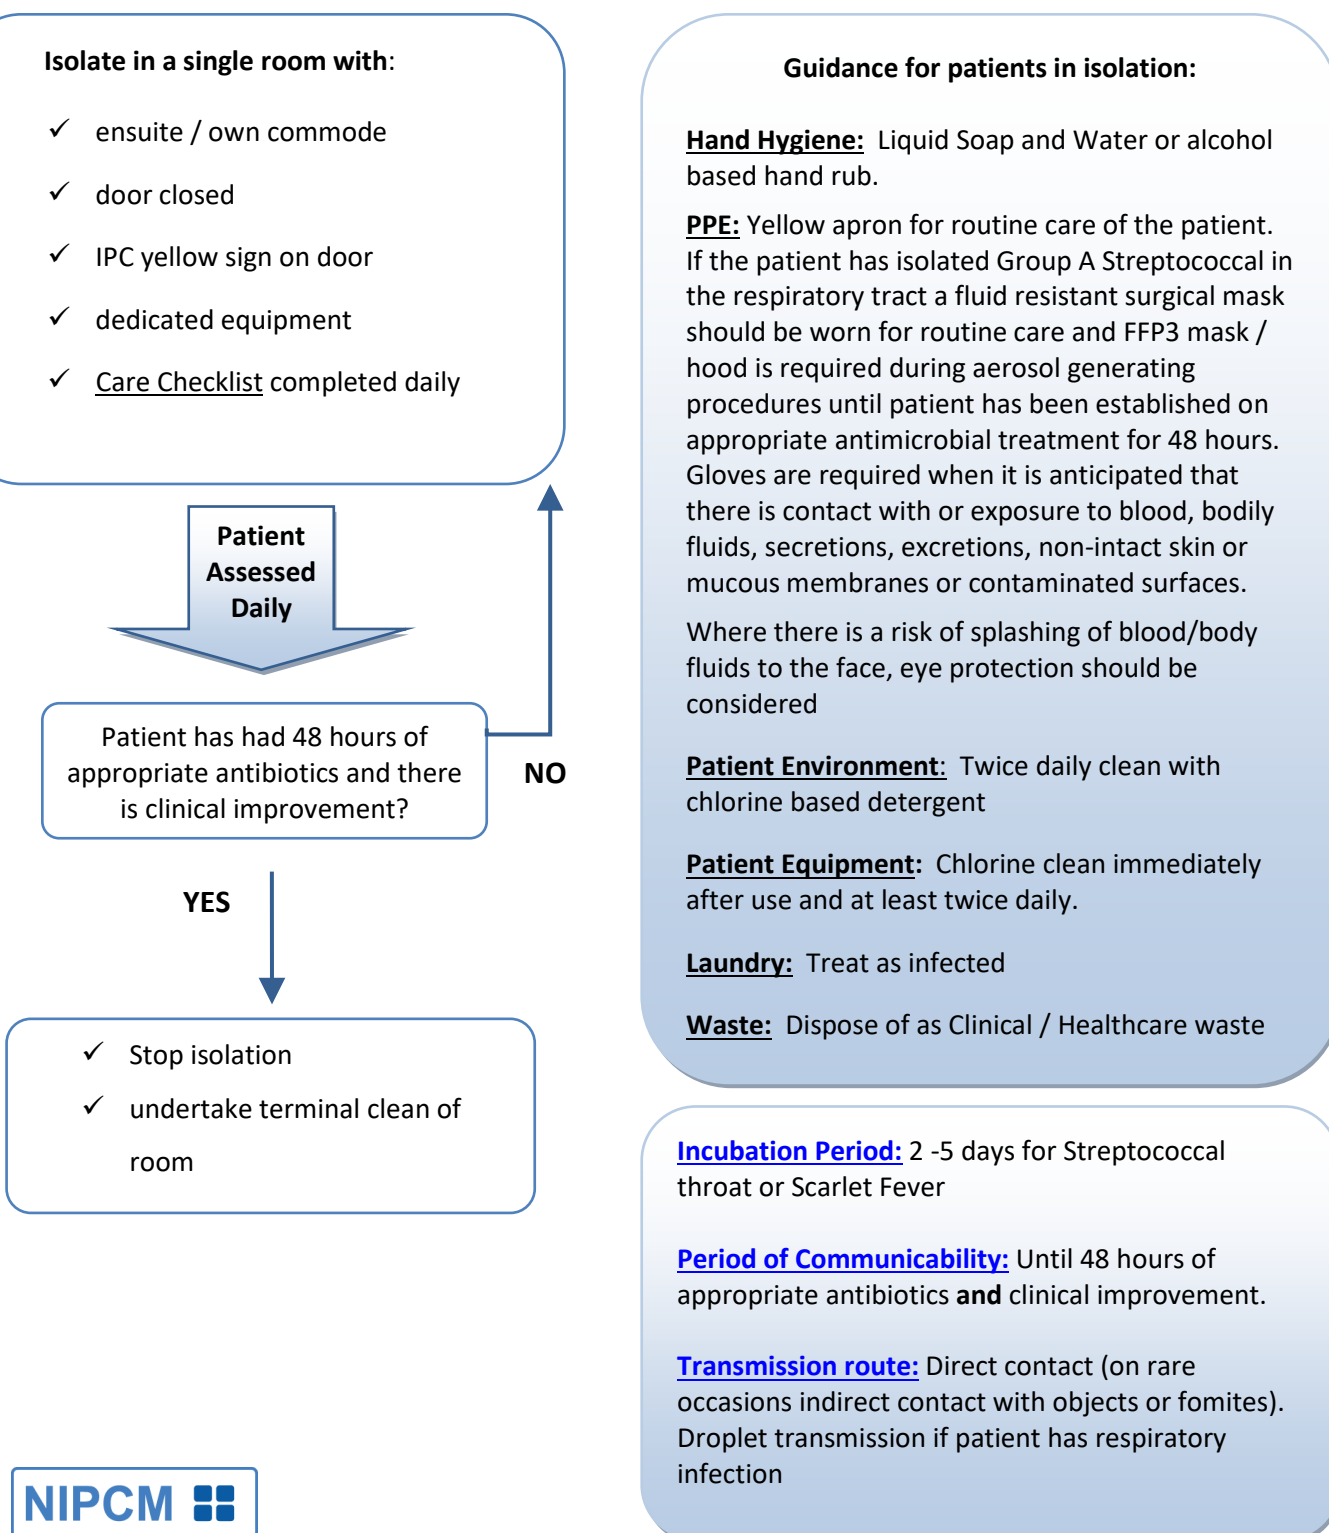 Isolate in a single room with:
✓ ensuite / own commode
✓ door closed
✓ IPC yellow sign on door
✓ dedicated equipment
✓ Care Checklist completed daily
Patient
Assessed
Daily
Patient has had 48 hours of
appropriate antibiotics and there
is clinical improvement?
NO
YES
✓ Stop isolation
✓ undertake terminal clean of
room
NIPCM
Guidance for patients in isolation:
Hand Hygiene: Liquid Soap and Water or alcohol
based hand rub.
PPE: Yellow apron for routine care of the patient.
If the patient has isolated Group A Streptococcal in
the respiratory tract a fluid resistant surgical mask
should be worn for routine care and FFP3 mask /
hood is required during aerosol generating
procedures until patient has been established on
appropriate antimicrobial treatment for 48 hours.
Gloves are required when it is anticipated that
there is contact with or exposure to blood, bodily
fluids, secretions, excretions, non-intact skin or
mucous membranes or contaminated surfaces.
Where there is a risk of splashing of blood/body
fluids to the face, eye protection should be
considered
Patient Environment: Twice daily clean with
chlorine based detergent
Patient Equipment: Chlorine clean immediately
after use and at least twice daily.
Laundry: Treat as infected
Waste: Dispose of as Clinical / Healthcare waste
Incubation Period: 2 -5 days for Streptococcal
throat or Scarlet Fever
Period of Communicability: Until 48 hours of
appropriate antibiotics and clinical improvement.
Transmission route: Direct contact (on rare
occasions indirect contact with objects or fomites).
Droplet transmission if patient has respiratory
infection